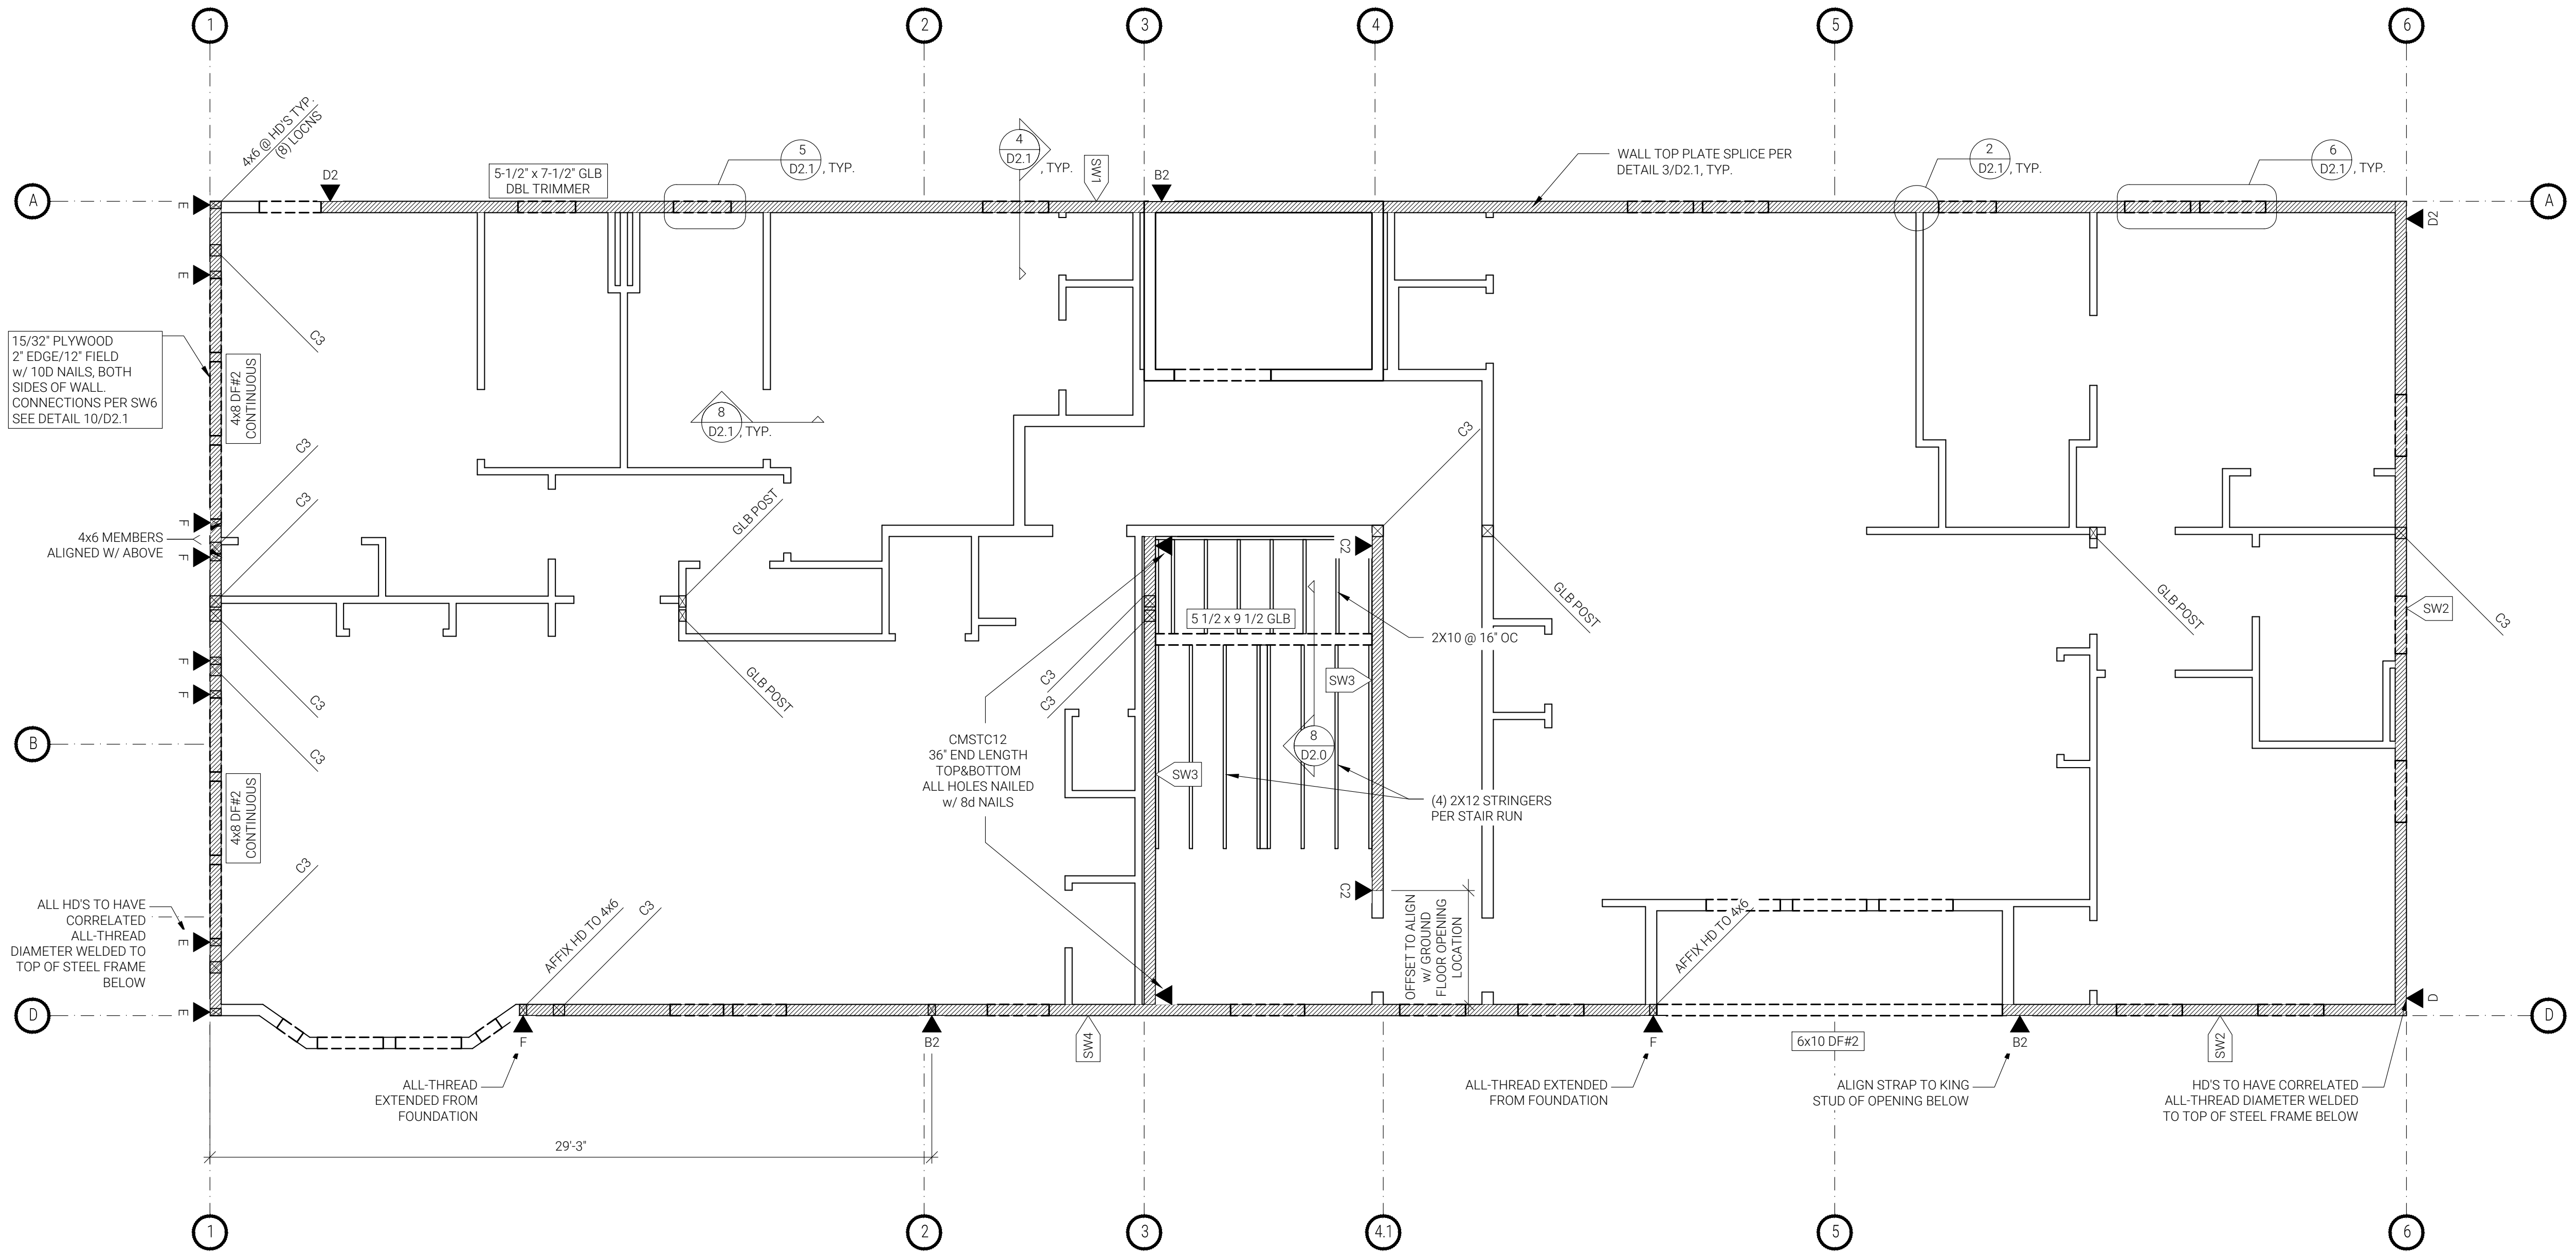 1
2
3
4
5
6
4x6 @ HD'S TYP.
(8) LOCNS
D2
5-1/2" x 7-1/2" GLB
DBL TRIMMER
5
D2.1
, TYP.
4
D2.1
, TYP.
SW1
B2
WALL TOP PLATE SPLICE PER
DETAIL 3/D2.1, TYP.
2
D2.1
, TYP.
6
D2.1
, TYP.
A
A
E
D2
E
C3
15/32" PLYWOOD
2" EDGE/12" FIELD
w/ 10D NAILS, BOTH
SIDES OF WALL.
CONNECTIONS PER SW6
SEE DETAIL 10/D2.1
4x8 DF#2
CONTINUOUS
8
D2.1
, TYP.
C3
C3
C3
GLB POST
F
4x6 MEMBERS
ALIGNED W/ ABOVE
F
C2
5 1/2 x 9 1/2 GLB
2X10 @ 16" OC
GLB POST
GLB POST
SW2
C3
F
F
C3
C3
GLB POST
C3
C3
SW3
B
CMSTC12
36" END LENGTH
TOP&BOTTOM
ALL HOLES NAILED
w/ 8d NAILS
SW3
8
D2.0
(4) 2X12 STRINGERS
PER STAIR RUN
4x8 DF#2
CONTINUOUS
C3
C2
ALL HD'S TO HAVE
CORRELATED
ALL-THREAD
DIAMETER WELDED TO
TOP OF STEEL FRAME
BELOW
E
E
AFFIX HD TO 4x6
C3
OFFSET TO ALIGN
w/ GROUND
FLOOR OPENING
LOCATION
AFFIX HD TO 4x6
D
D
D
F
B2
SW4
F
6x10 DF#2
B2
SW2
ALL-THREAD
EXTENDED FROM
FOUNDATION
ALL-THREAD EXTENDED
FROM FOUNDATION
ALIGN STRAP TO KING
STUD OF OPENING BELOW
HD'S TO HAVE CORRELATED
ALL-THREAD DIAMETER WELDED
TO TOP OF STEEL FRAME BELOW
29'-3"
1
2
3
4.1
5
6